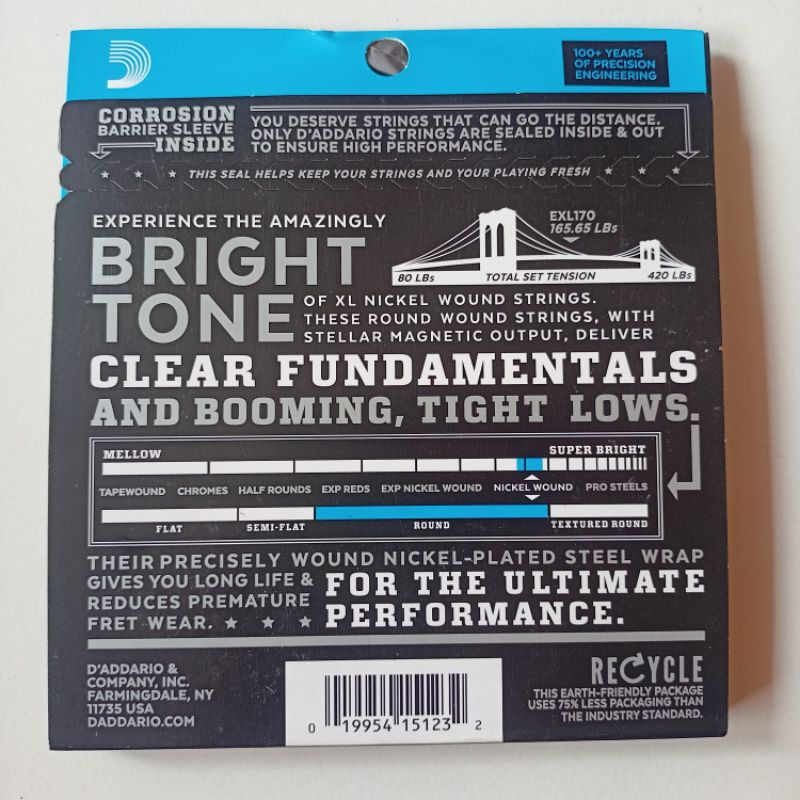 100+ YEARS
OF PRECISION
ENGINEERING
CORROSION
BARRIER SLEEVE
INSIDE
YOU DESERVE STRINGS THAT CAN GO THE DISTANCE.
ONLY D'ADDARIO STRINGS ARE SEALED INSIDE & OUT
TO ENSURE HIGH PERFORMANCE.
THIS SEAL HELPS KEEP YOUR STRINGS AND YOUR PLAYING FRESH
EXPERIENCE THE AMAZINGLY
BRIGHT
TONE
EXL170
165.65 LBs
80 LBs TOTAL SET TENSION 420 LBs
OF XL NICKEL WOUND STRINGS.
THESE ROUND WOUND STRINGS, WITH
STELLAR MAGNETIC OUTPUT, DELIVER
CLEAR FUNDAMENTALS
AND BOOMING, TIGHT LOWS.
MELLOW SUPER BRIGHT
TAPEWOUND CHROMES HALF ROUNDS EXP REDS EXP NICKEL WOUND NICKEL WOUND PRO STEELS
FLAT SEMI-FLAT ROUND TEXTURED ROUND
THEIR PRECISELY WOUND NICKEL-PLATED STEEL WRAP
GIVES YOU LONG LIFE &
REDUCES PREMATURE
FRET WEAR.
FOR THE ULTIMATE
PERFORMANCE.
D'ADDARIO &
COMPANY, INC.
FARMINGDALE, NY
11735 USA
DADDARIO.COM
0 19954 15123 2
RECYCLE
THIS EARTH-FRIENDLY PACKAGE
USES 75% LESS PACKAGING THAN
THE INDUSTRY STANDARD.